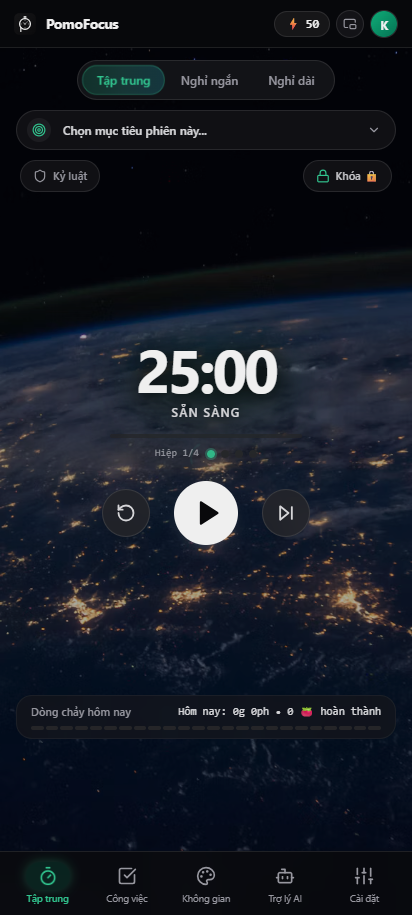 PomoFocus
50
K
Tập trung
Nghỉ ngắn
Nghỉ dài
Chọn mục tiêu phiên này...
Kỷ luật
Khóa
25:00
SẴN SÀNG
Hiệp 1/4
Dòng chảy hôm nay
Hôm nay: 0g 0ph • 0 hoàn thành
Tập trung
Công việc
Không gian
Trợ lý AI
Cài đặt